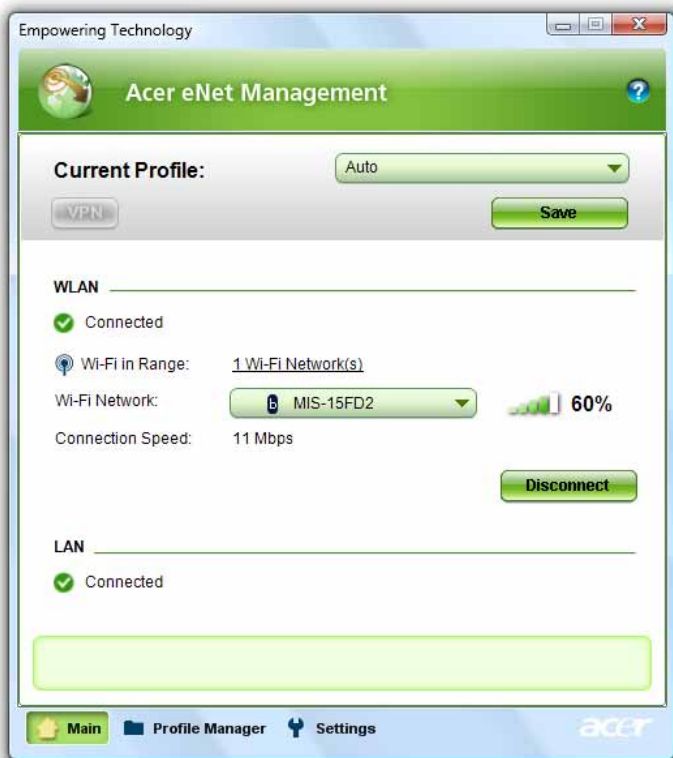 Empowering Technology
Acer eNet Management
?
Current Profile:
Auto
VPN
Save
WLAN
Connected
Wi-Fi in Range:
1 Wi-Fi Network(s)
Wi-Fi Network:
b MIS-15FD2
60%
Connection Speed:
11 Mbps
Disconnect
LAN
Connected
Main
Profile Manager
Settings
acer